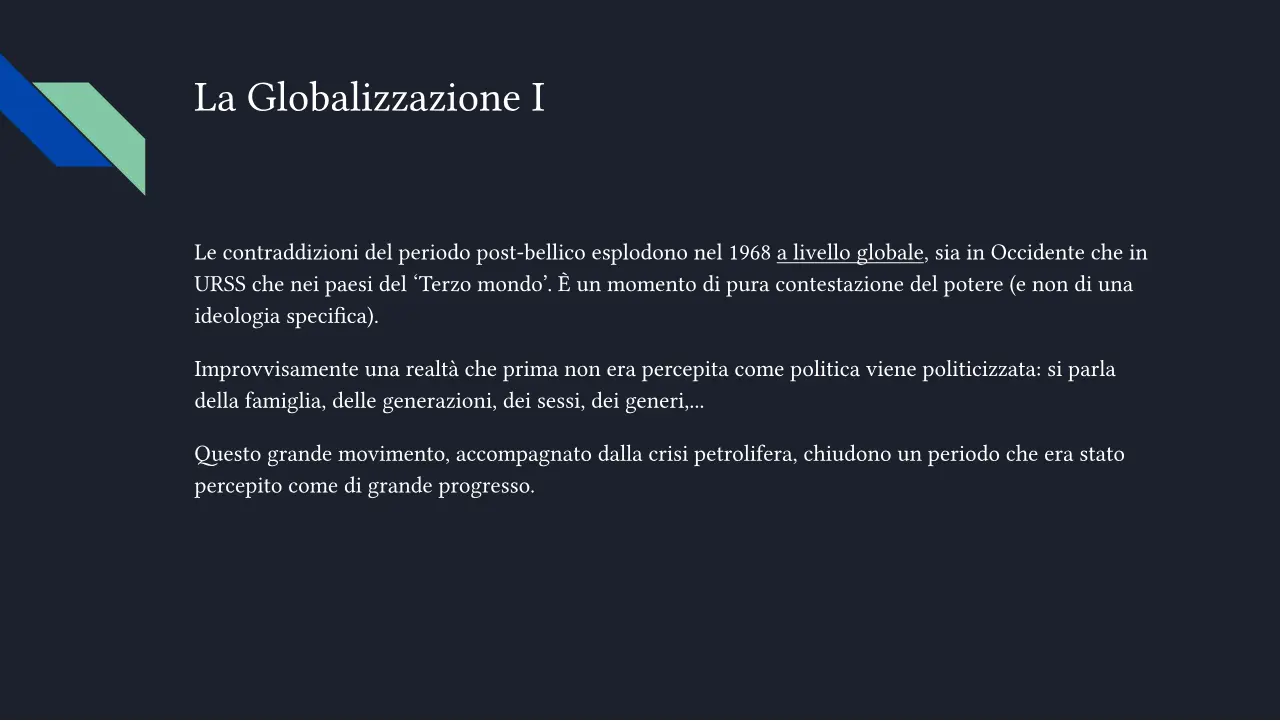 La Globalizzazione I
Le contraddizioni del periodo post-bellico esplodono nel 1968 a livello globale, sia in Occidente che in
URSS che nei paesi del ‘Terzo mondo’. È un momento di pura contestazione del potere (e non di una
ideologia specifica).
Improvvisamente una realtà che prima non era percepita come politica viene politicizzata: si parla
della famiglia, delle generazioni, dei sessi, dei generi,...
Questo grande movimento, accompagnato dalla crisi petrolifera, chiudono un periodo che era stato
percepito come di grande progresso.